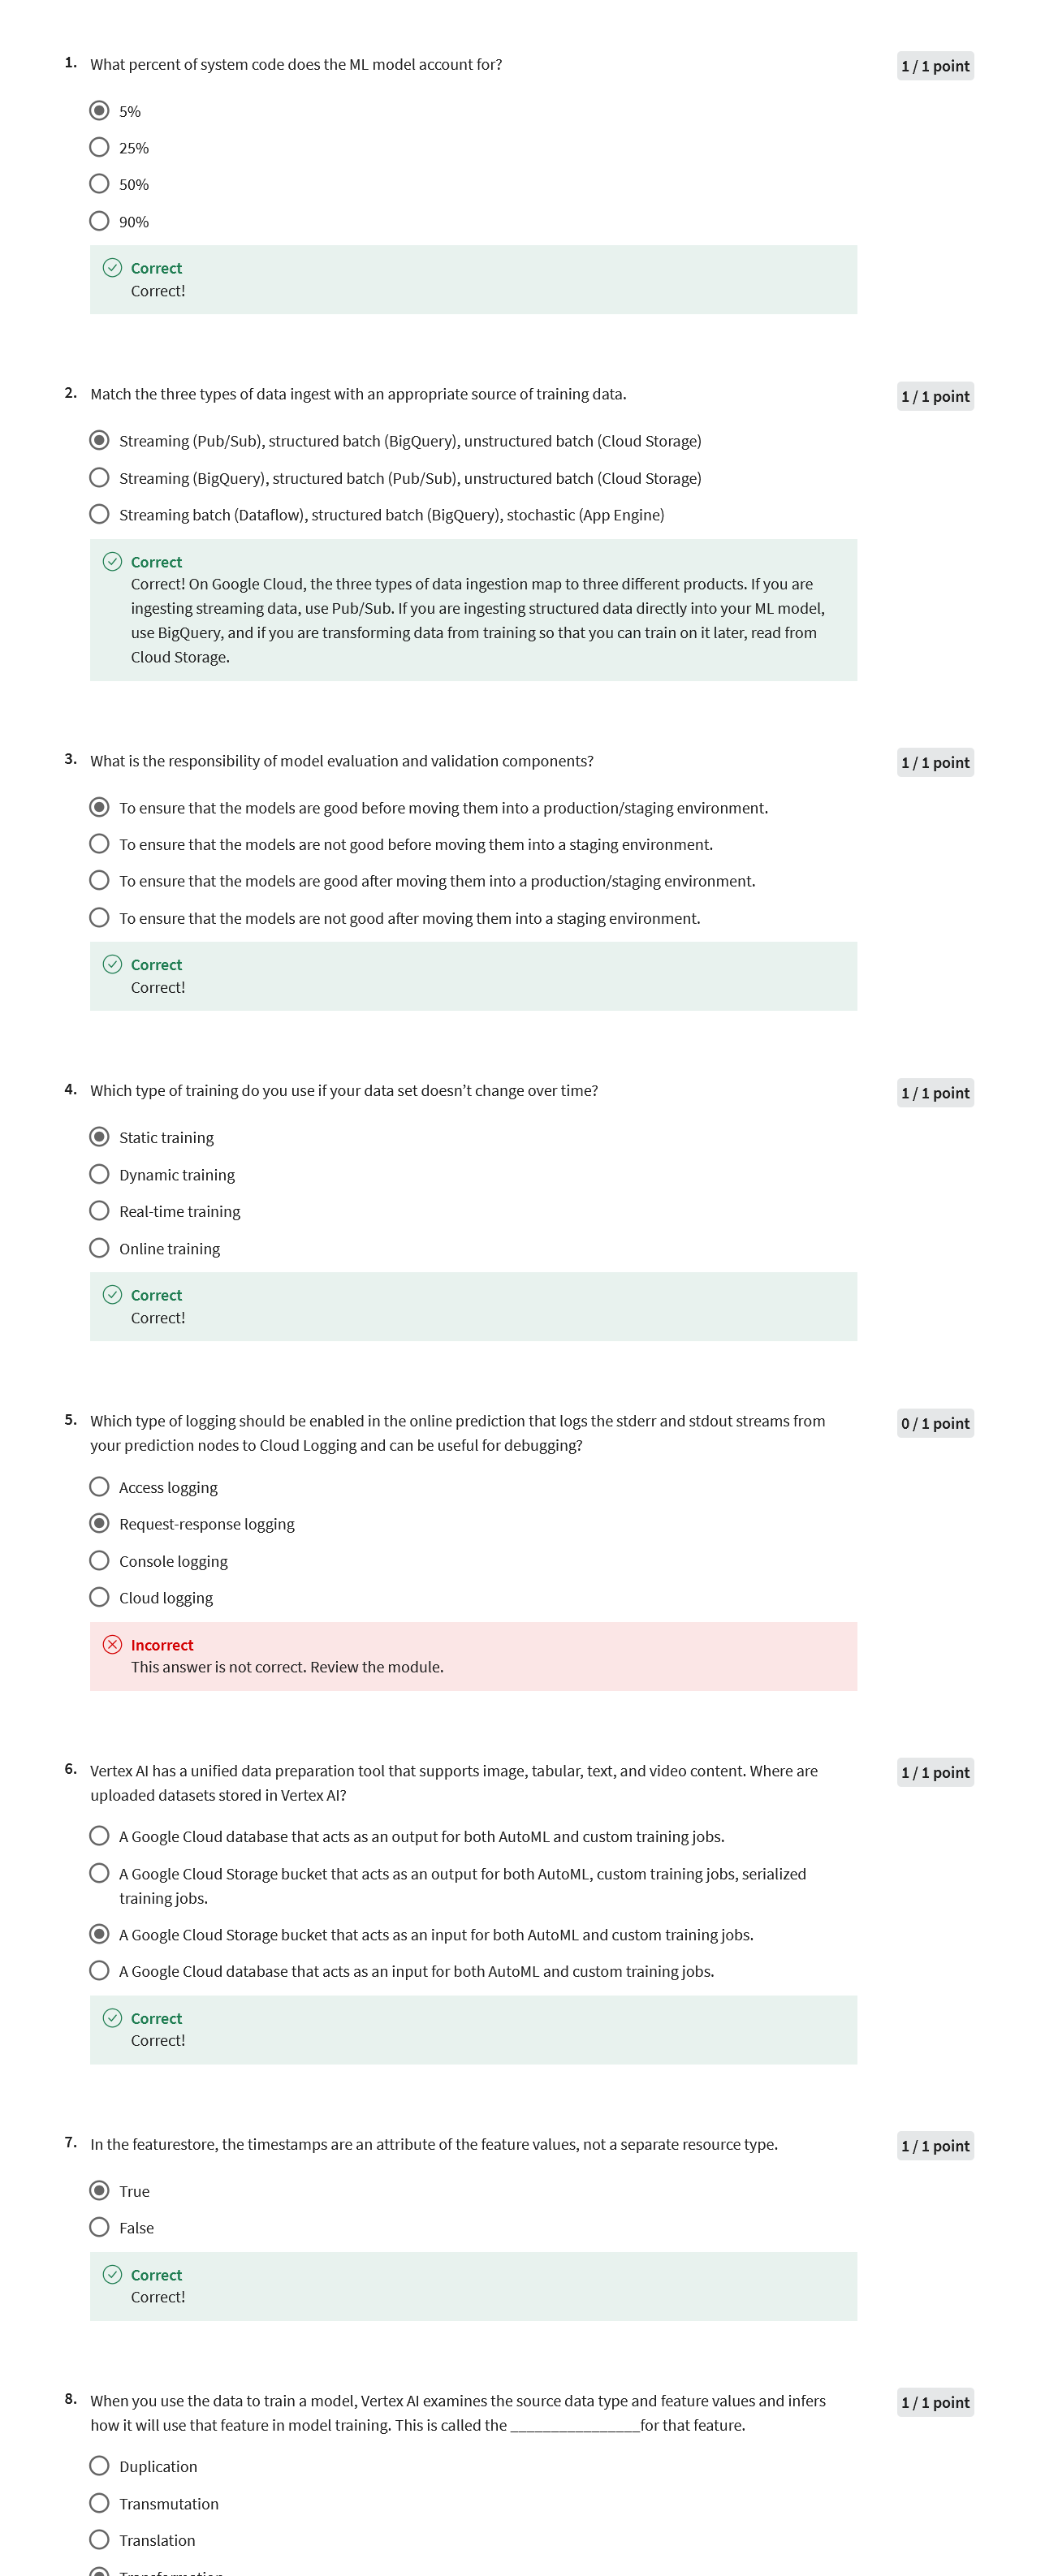 1. What percent of system code does the ML model account for?
1 / 1 point
5%
25%
50%
90%
Correct
Correct!
2. Match the three types of data ingest with an appropriate source of training data.
1 / 1 point
Streaming (Pub/Sub), structured batch (BigQuery), unstructured batch (Cloud Storage)
Streaming (BigQuery), structured batch (Pub/Sub), unstructured batch (Cloud Storage)
Streaming batch (Dataflow), structured batch (BigQuery), stochastic (App Engine)
Correct
Correct! On Google Cloud, the three types of data ingestion map to three different products. If you are
ingesting streaming data, use Pub/Sub. If you are ingesting structured data directly into your ML model,
use BigQuery, and if you are transforming data from training so that you can train on it later, read from
Cloud Storage.
3. What is the responsibility of model evaluation and validation components?
1 / 1 point
To ensure that the models are good before moving them into a production/staging environment.
To ensure that the models are not good before moving them into a staging environment.
To ensure that the models are good after moving them into a production/staging environment.
To ensure that the models are not good after moving them into a staging environment.
Correct
Correct!
4. Which type of training do you use if your data set doesn’t change over time?
1 / 1 point
Static training
Dynamic training
Real-time training
Online training
Correct
Correct!
5. Which type of logging should be enabled in the online prediction that logs the stderr and stdout streams from
your prediction nodes to Cloud Logging and can be useful for debugging?
0 / 1 point
Access logging
Request-response logging
Console logging
Cloud logging
Incorrect
This answer is not correct. Review the module.
6. Vertex AI has a unified data preparation tool that supports image, tabular, text, and video content. Where are
uploaded datasets stored in Vertex AI?
1 / 1 point
A Google Cloud database that acts as an output for both AutoML and custom training jobs.
A Google Cloud Storage bucket that acts as an output for both AutoML, custom training jobs, serialized
training jobs.
A Google Cloud Storage bucket that acts as an input for both AutoML and custom training jobs.
A Google Cloud database that acts as an input for both AutoML and custom training jobs.
Correct
Correct!
7. In the featurestore, the timestamps are an attribute of the feature values, not a separate resource type.
1 / 1 point
True
False
Correct
Correct!
8. When you use the data to train a model, Vertex AI examines the source data type and feature values and infers
how it will use that feature in model training. This is called the ________________for that feature.
1 / 1 point
Duplication
Transmutation
Translation
Transformation